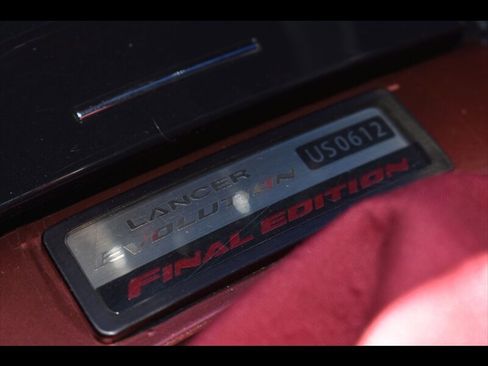 LANCER
EVOLUTION
US0612
FINAL EDITION